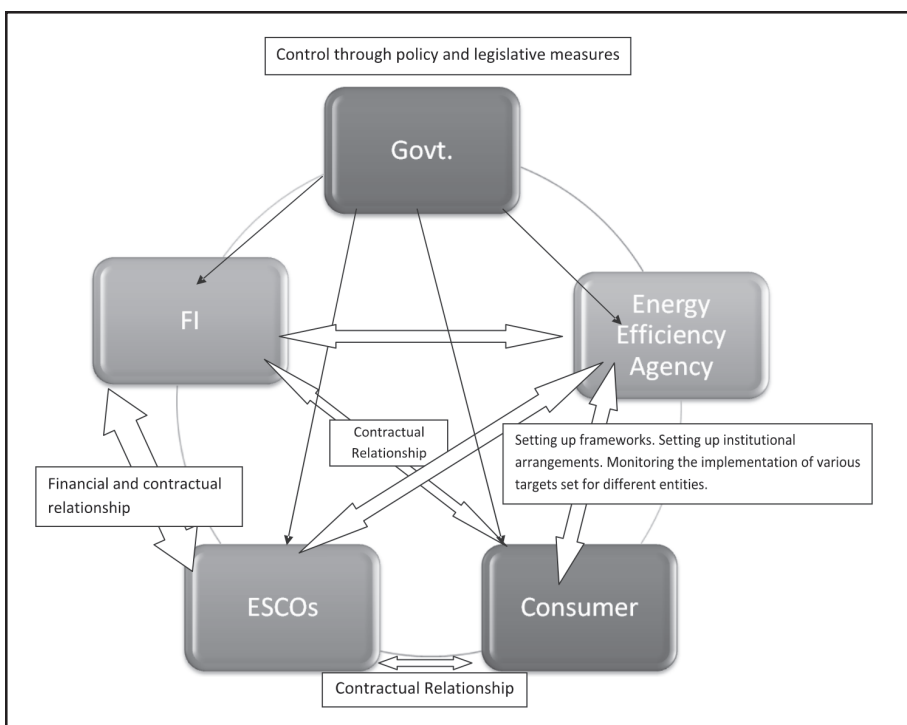 Control through policy and legislative measures
Govt.
FI
Energy
Efficiency
Agency
Contractual
Relationship
Setting up frameworks. Setting up institutional
arrangements. Monitoring the implementation of various
targets set for different entities.
Financial and contractual
relationship
ESCOs
Consumer
Contractual Relationship